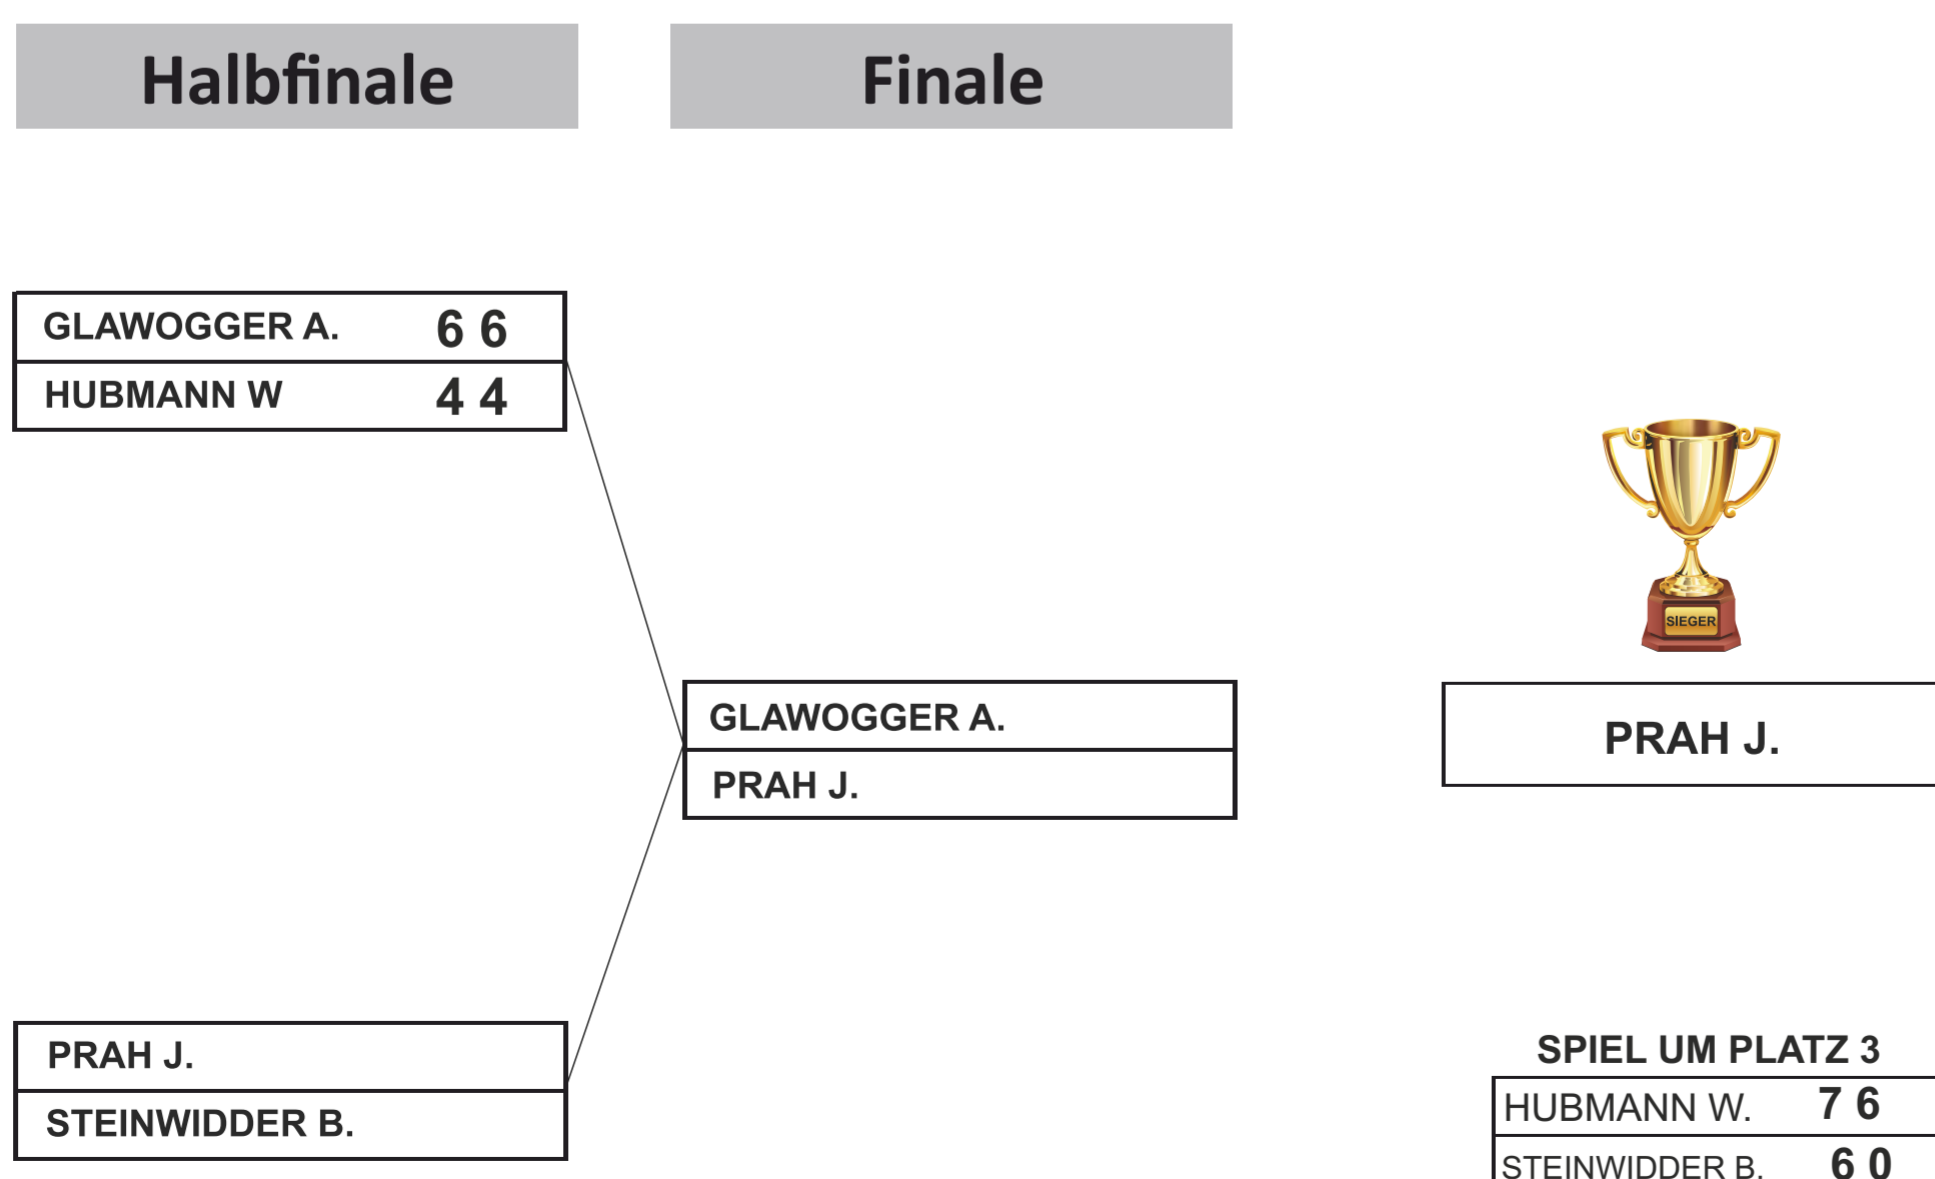 Halbfinale
Finale
GLAWOGGER A. 6 6
HUBMANN W 4 4
SIEGER
GLAWOGGER A.
PRAH J.
PRAH J.
PRAH J.
STEINWIDDER B.
SPIEL UM PLATZ 3
HUBMANN W. 7 6
STEINWIDDER B. 6 0